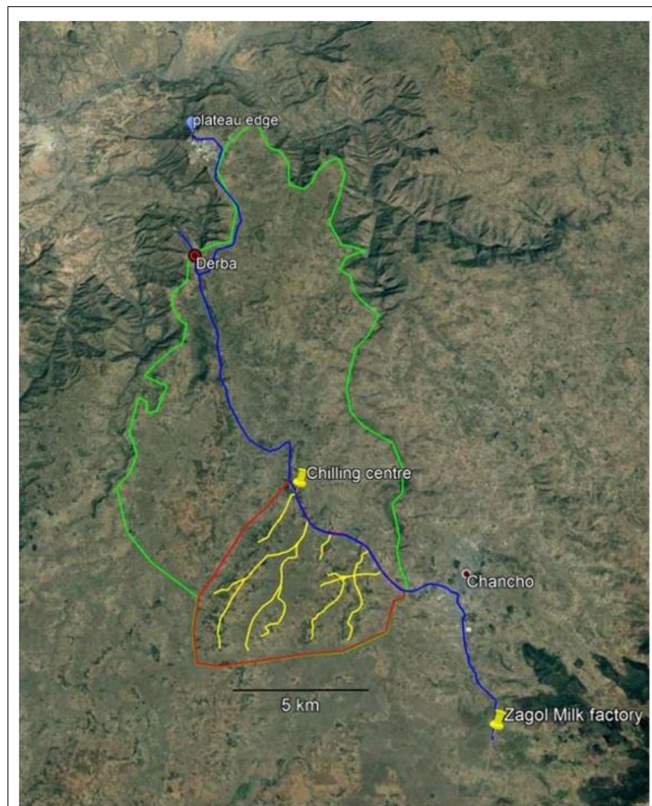 plateau edge
Derba
Chilling centre
Chancho
5 km
Zagol Milk factory